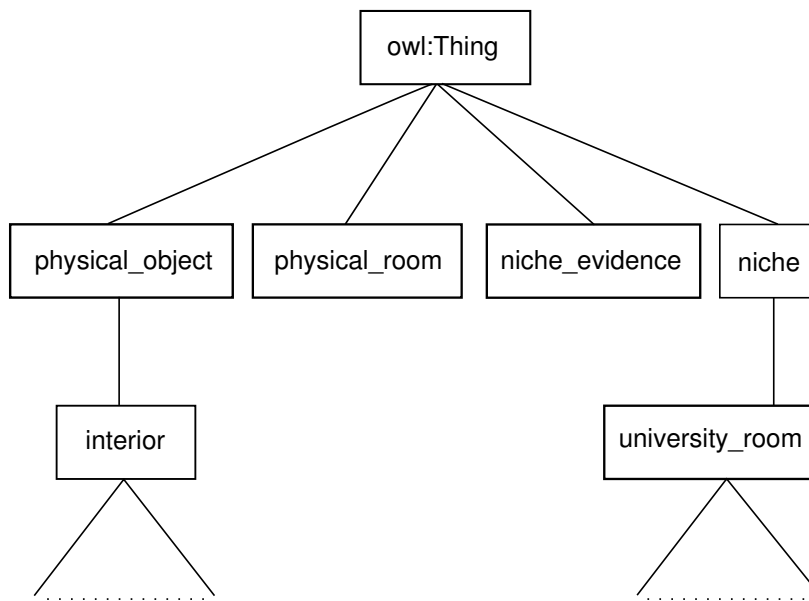 owl:Thing
physical_object
physical_room
niche_evidence
niche
interior
university_room